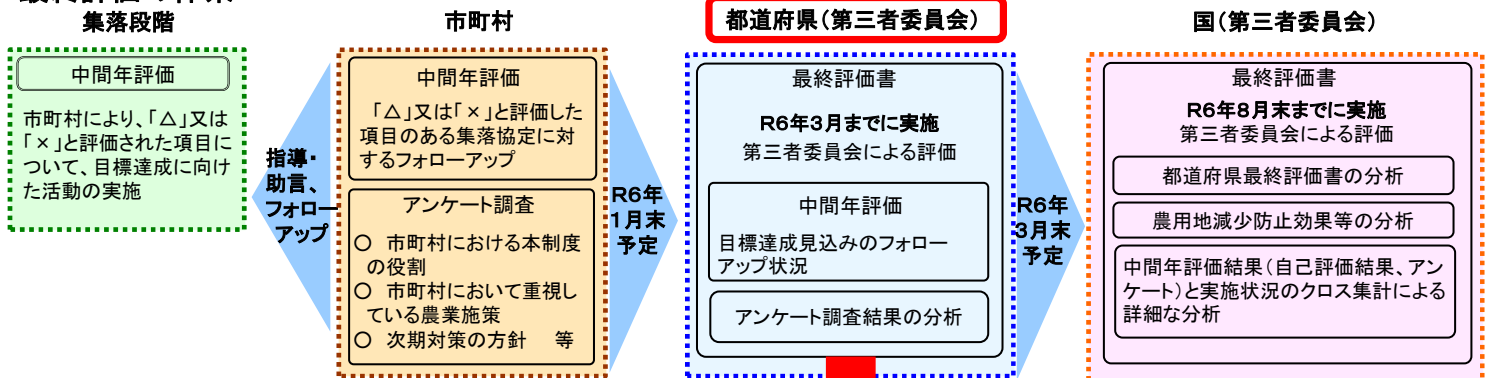 集落段階
中間年評価
市町村により、「△」又は
「×」と評価された項目に
ついて、目標達成に向け
た活動の実施
指導・
助言、
フォロー
アップ
市町村
中間年評価
「△」又は「×」と評価した
項目のある集落協定に対
するフォローアップ
アンケート調査
○ 市町村における本制度
の役割
○ 市町村において重視し
ている農業施策
○ 次期対策の方針 等
R6年
1月末
予定
都道府県(第三者委員会)
最終評価書
R6年3月までに実施
第三者委員会による評価
中間年評価
目標達成見込みのフォロー
アップ状況
アンケート調査結果の分析
R6年
3月末
予定
国(第三者委員会)
最終評価書
R6年8月末までに実施
第三者委員会による評価
都道府県最終評価書の分析
農用地減少防止効果等の分析
中間年評価結果(自己評価結果、アン
ケート)と実施状況のクロス集計による
詳細な分析